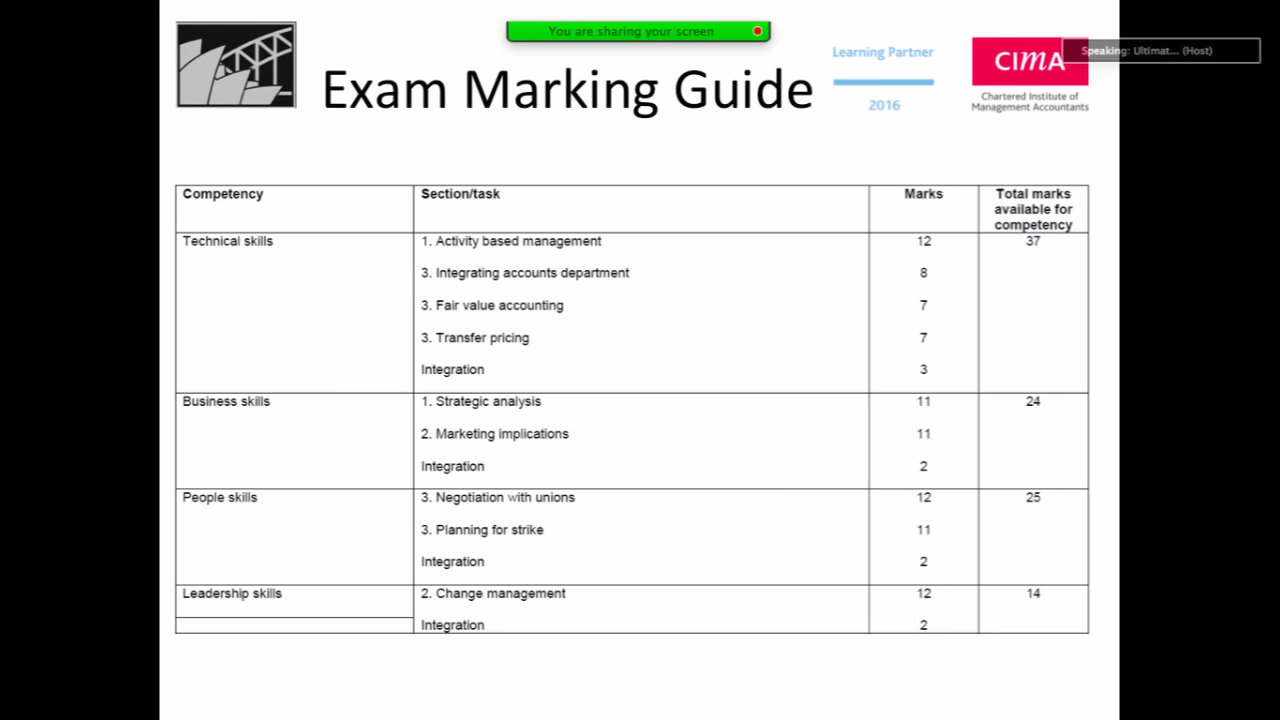 You are sharing your screen
Speaking: Ultimat... (Host)
Exam Marking Guide
Learning Partner
2016
CIMA
Chartered Institute of
Management Accountants
Competency Section/task Marks Total marks
available for
competency
Technical skills 1. Activity based management 12 37
3. Integrating accounts department 8
3. Fair value accounting 7
3. Transfer pricing 7
Integration 3
Business skills 1. Strategic analysis 11 24
2. Marketing implications 11
Integration 2
People skills 3. Negotiation with unions 12 25
3. Planning for strike 11
Integration 2
Leadership skills 2. Change management 12 14
Integration 2